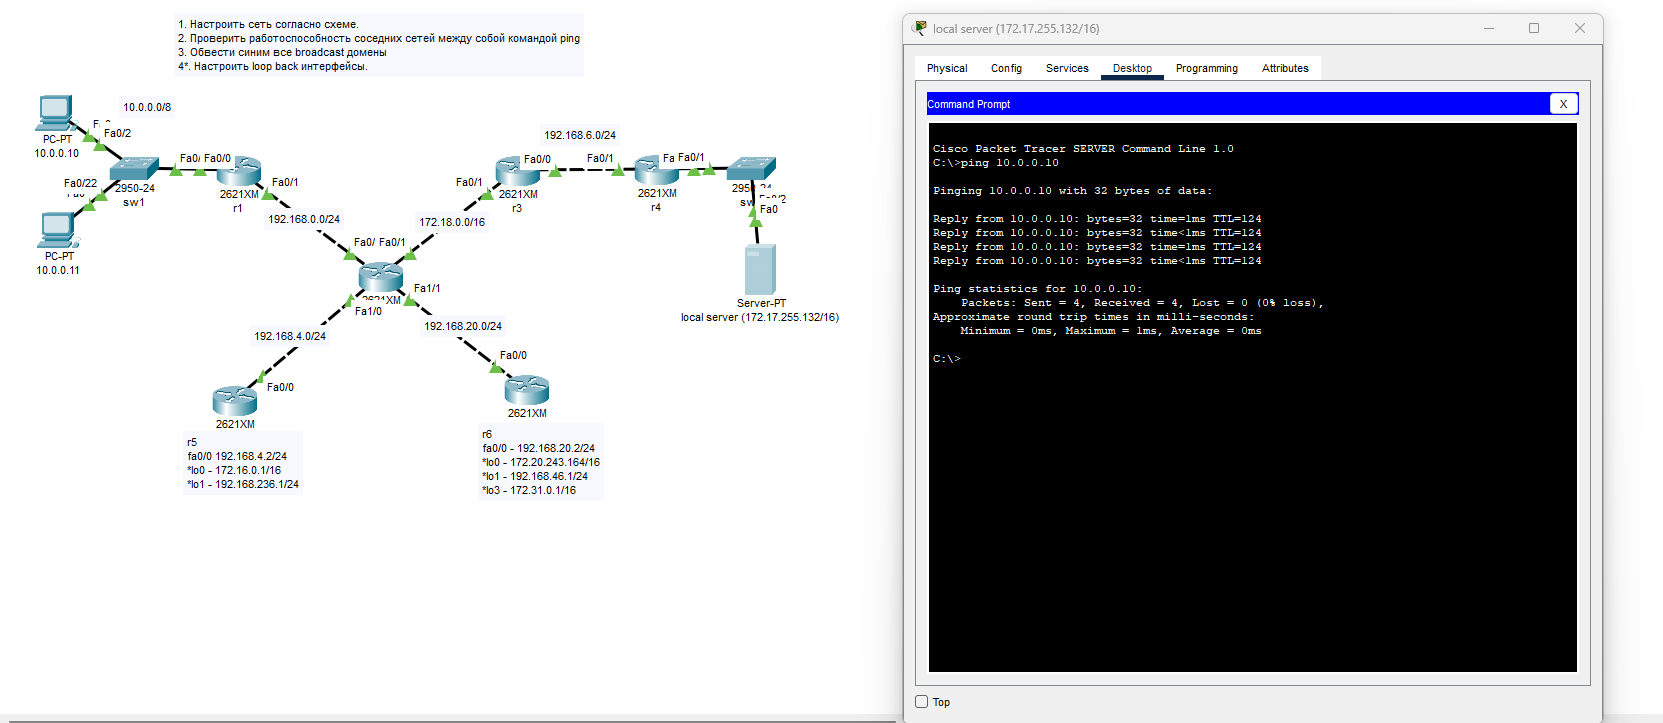 1. Настроить сеть согласно схеме.
2. Проверить работоспособность соседних сетей между собой командой ping
3. Обвести синим все broadcast домены
4*. Настроить loop back интерфейсы.
10.0.0.0/8
Fa0/2
PC-PT
10.0.0.10
Fa0/ Fa0/0
Fa0/22
2950-24
sw1
2621XM
r1
Fa0/1
PC-PT
10.0.0.11
192.168.0.0/24
192.168.6.0/24
Fa0/0
Fa0/1
Fa Fa0/1
Fa0/1
2621XM
r3
2621XM
r4
172.18.0.0/16
Fa0
Fa0/ Fa0/1
Fa1/1
Fa1/0
Server-PT
local server (172.17.255.132/16)
192.168.4.0/24
192.168.20.0/24
Fa0/0
Fa0/0
2621XM
2621XM
r5
fa0/0 192.168.4.2/24
*lo0 - 172.16.0.1/16
*lo1 - 192.168.236.1/24
r6
fa0/0 - 192.168.20.2/24
*lo0 - 172.20.243.164/16
*lo1 - 192.168.46.1/24
*lo3 - 172.31.0.1/16
local server (172.17.255.132/16)
Physical Config Services Desktop Programming Attributes
Command Prompt X
Cisco Packet Tracer SERVER Command Line 1.0
C:\>ping 10.0.0.10
Pinging 10.0.0.10 with 32 bytes of data:
Reply from 10.0.0.10: bytes=32 time=1ms TTL=124
Reply from 10.0.0.10: bytes=32 time<1ms TTL=124
Reply from 10.0.0.10: bytes=32 time=1ms TTL=124
Reply from 10.0.0.10: bytes=32 time<1ms TTL=124
Ping statistics for 10.0.0.10:
Packets: Sent = 4, Received = 4, Lost = 0 (0% loss),
Approximate round trip times in milli-seconds:
Minimum = 0ms, Maximum = 1ms, Average = 0ms
C:\>
Top